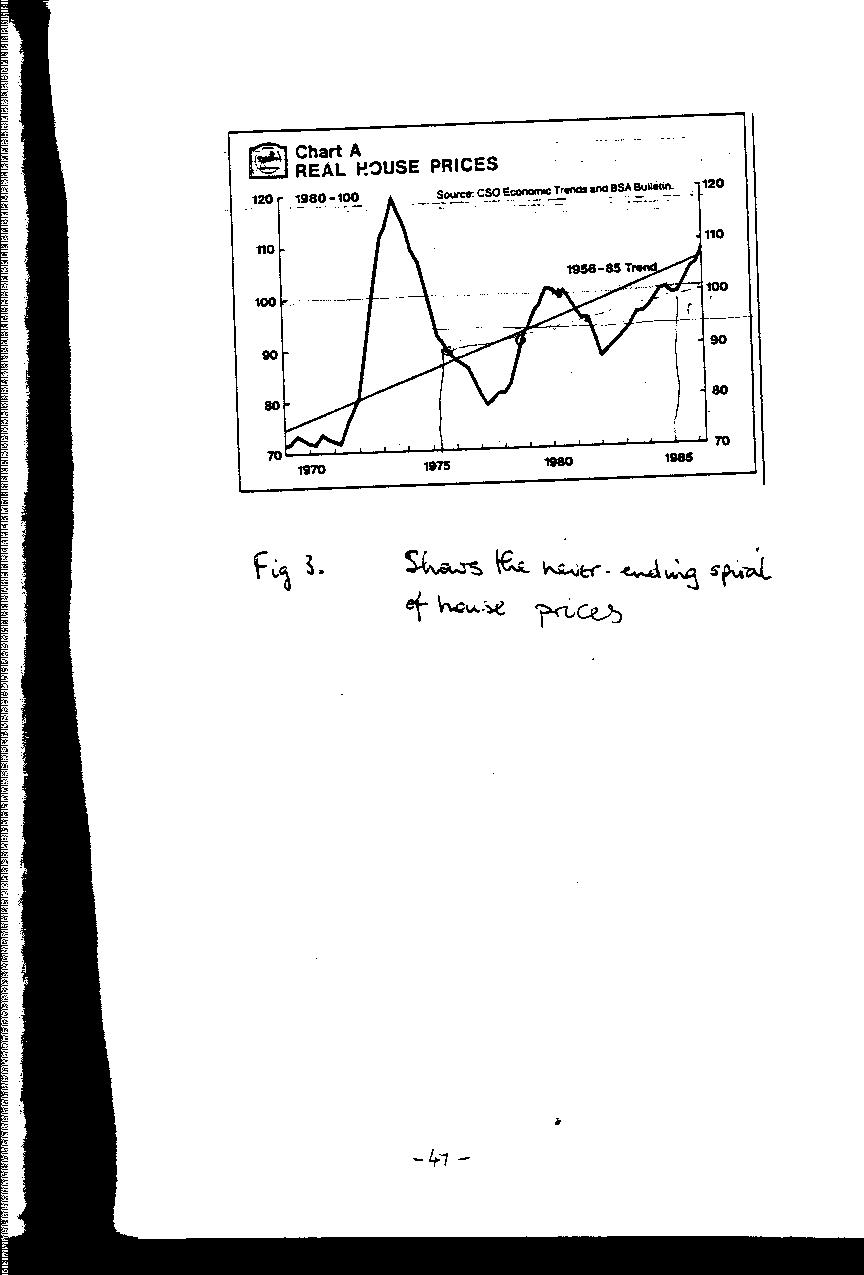 Chart A
REAL HOUSE PRICES
120 1980-100 Source: CSO Economic Trends and BSA Bulletin. 120
110 110
1956-85 Trend
100 100
90 90
80 80
70 70
1970 1975 1980 1985
Fig 3. Shows the never-ending spiral
of house prices
-47-